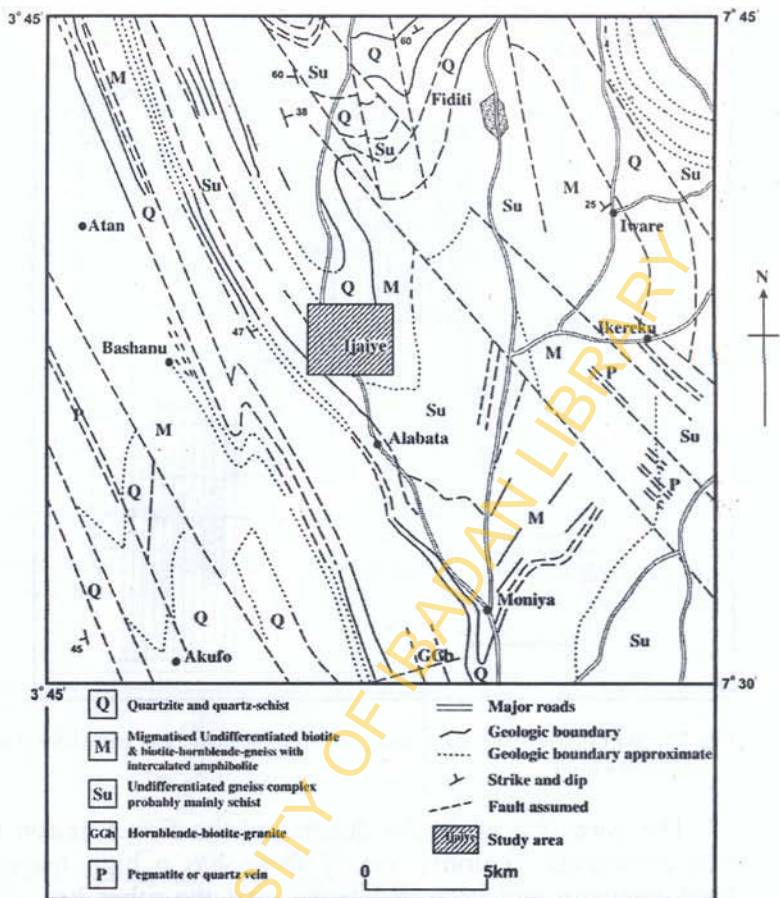 3° 45' 7° 45'
Q 60 Q
M Su
60 Fiditi
Q
38
Su Q
Su M Su
Su
Q 25 Iware
Atan
Q M
47 Ijaiye Ikereku
Bashanu M
P
P M Su Su
Alabata
Q P
M
Q Moniya
Q Q Su
45 Akufo GGh
Q
3° 45' 7° 30'
N
Q Quartzite and quartz-schist
M Migmatised Undifferentiated biotite
& biotite-hornblende-gneiss with
intercalated amphibolite
Su Undifferentiated gneiss complex
probably mainly schist
GGh Hornblende-biotite-granite
P Pegmatite or quartz vein
Major roads
Geologic boundary
Geologic boundary approximate
Strike and dip
Fault assumed
Ijaiye Study area
0 5km
SITY OF IBADAN LIBRARY